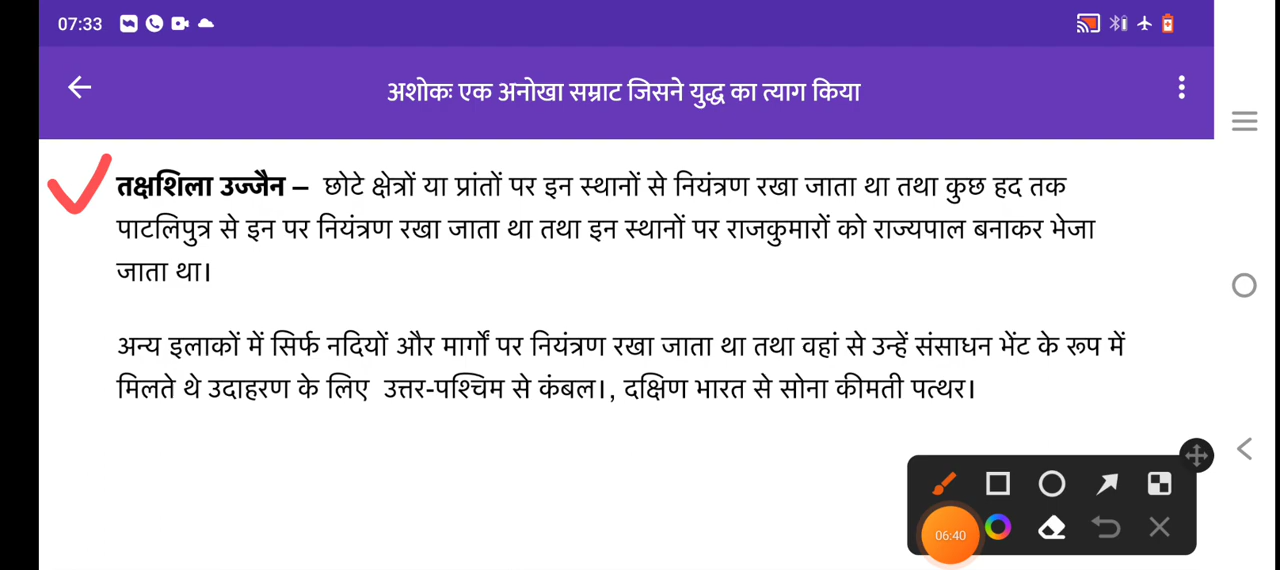 07:33
अशोकः एक अनोखा सम्राट जिसने युद्ध का त्याग किया
तक्षशिला उज्जैन – छोटे क्षेत्रों या प्रांतों पर इन स्थानों से नियंत्रण रखा जाता था तथा कुछ हद तक
पाटलिपुत्र से इन पर नियंत्रण रखा जाता था तथा इन स्थानों पर राजकुमारों को राज्यपाल बनाकर भेजा
जाता था।
अन्य इलाकों में सिर्फ नदियों और मार्गों पर नियंत्रण रखा जाता था तथा वहां से उन्हें संसाधन भेंट के रूप में
मिलते थे उदाहरण के लिए उत्तर-पश्चिम से कंबल।, दक्षिण भारत से सोना कीमती पत्थर।
06:40